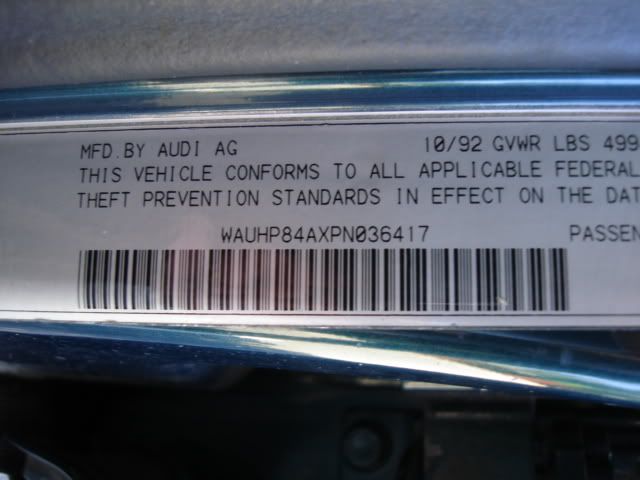 MFD.BY AUDI AG 10/92 GVWR LBS 499
THIS VEHICLE CONFORMS TO ALL APPLICABLE FEDERAL
THEFT PREVENTION STANDARDS IN EFFECT ON THE DAT
WAUHP84AXPN036417 PASSEN